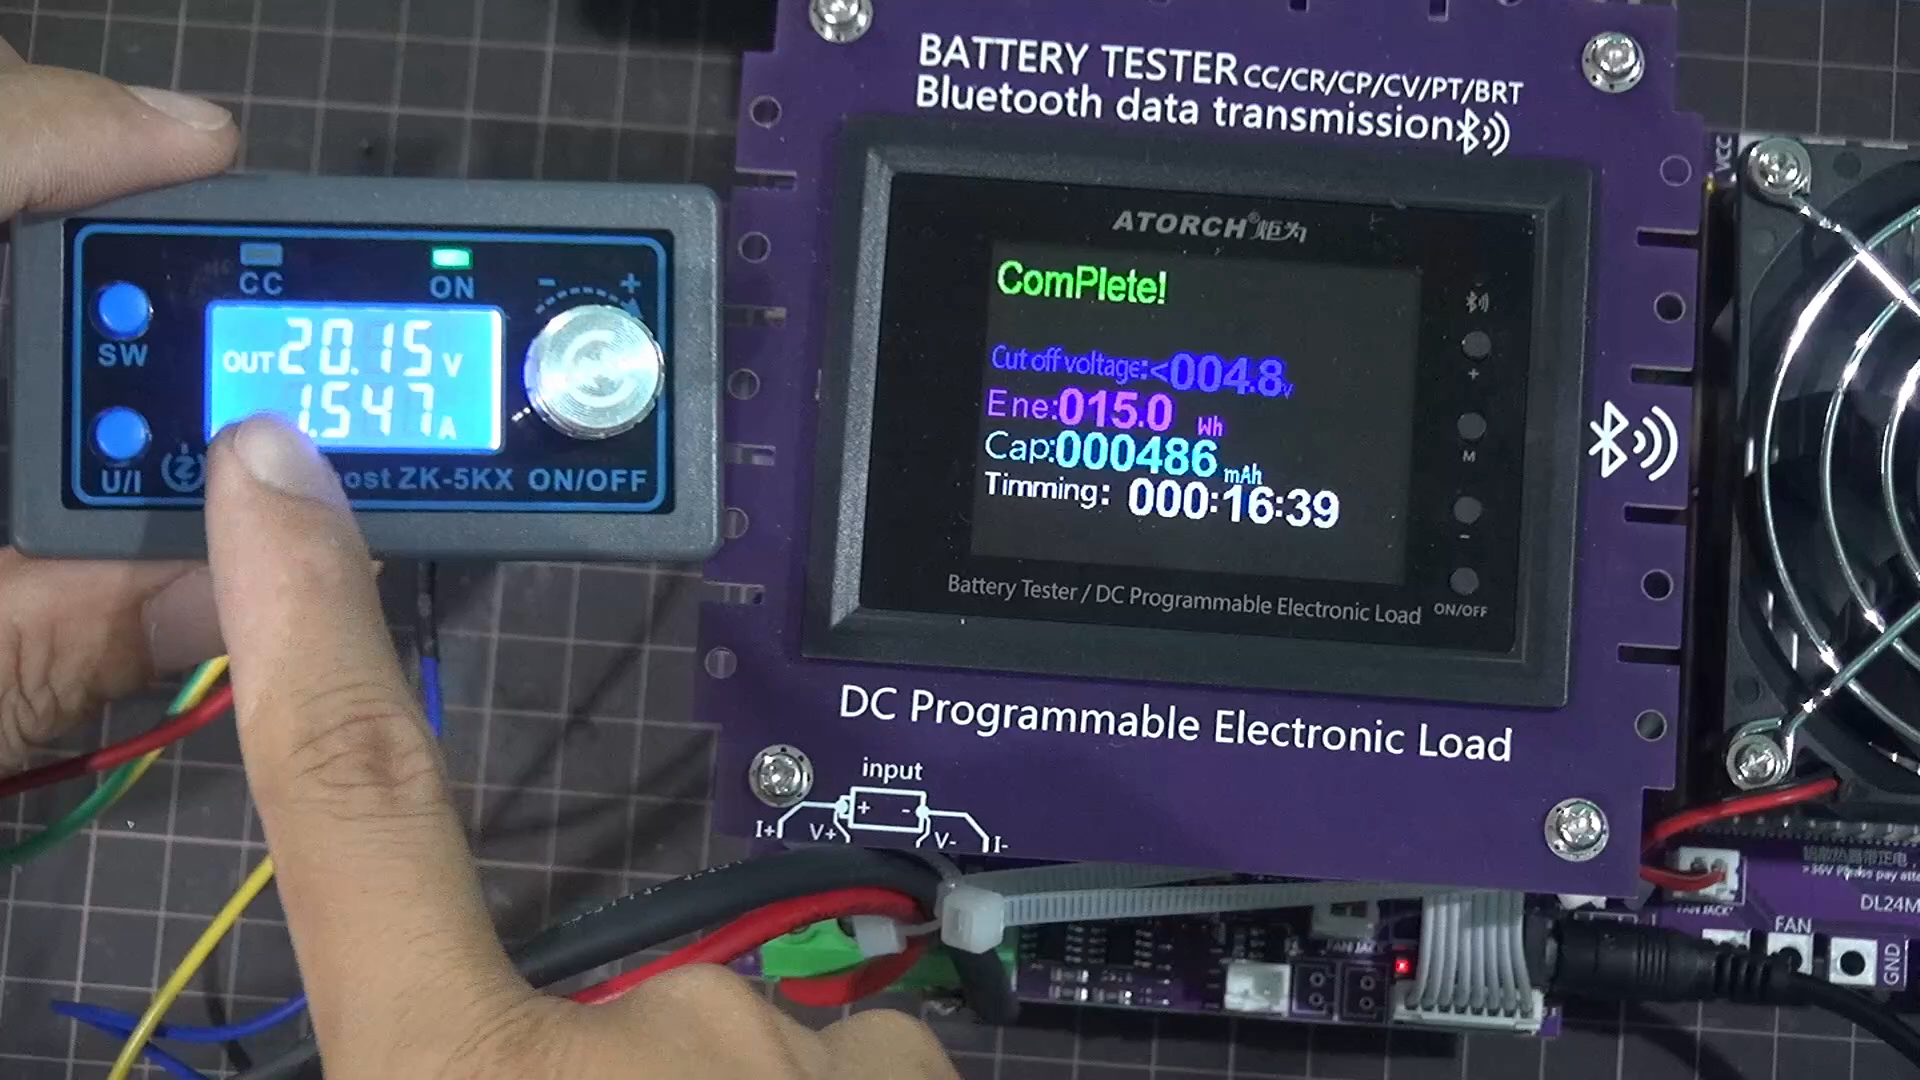 BATTERY TESTER CC/CR/CP/CV/PT/BRT
Bluetooth data transmission
VCC
ATORCH®炬为
ComPlete!
Cut off voltage:<004.8v
Ene:015.0 Wh
Cap:000486 mAh
Timming: 000:16:39
+
M
-
ON/OFF
Battery Tester / DC Programmable Electronic Load
DC Programmable Electronic Load
input
+ -
I+ V+ V- I-
CC ON - +
SW
OUT 20.15 V
1.547 A
U/I
ost ZK-5KX ON/OFF
FAN JACK
DL24M
FAN
GND